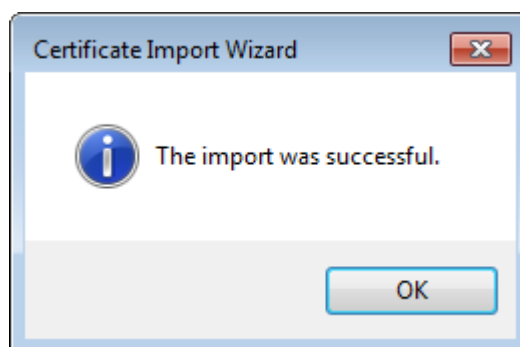 Certificate Import Wizard
The import was successful.
OK